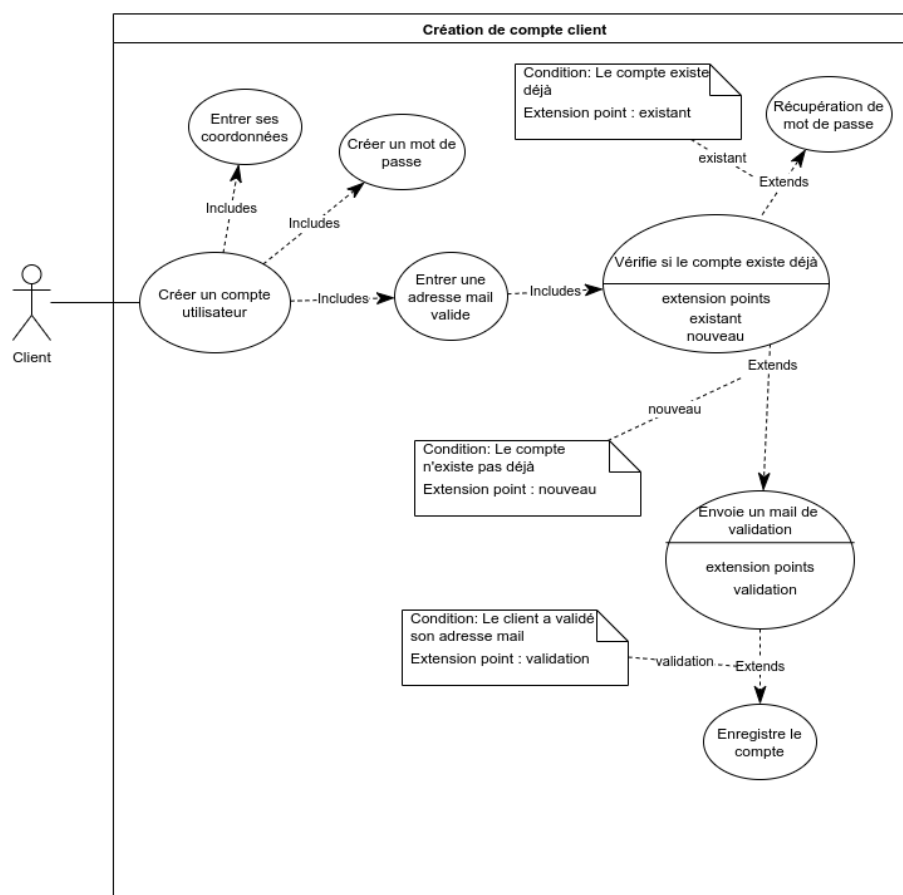 Création de compte client
Condition: Le compte existe
déjà
Extension point : existant
Récupération de
mot de passe
Entrer ses
coordonnées
Créer un mot de
passe
existant
Extends
Includes
Includes
Vérifie si le compte existe déjà
extension points
existant
nouveau
Entrer une
adresse mail
valide
Créer un compte
utilisateur
Includes
Includes
Client
Extends
nouveau
Condition: Le compte
n'existe pas déjà
Extension point : nouveau
Envoie un mail de
validation
extension points
validation
Condition: Le client a validé
son adresse mail
Extension point : validation
validation
Extends
Enregistre le
compte